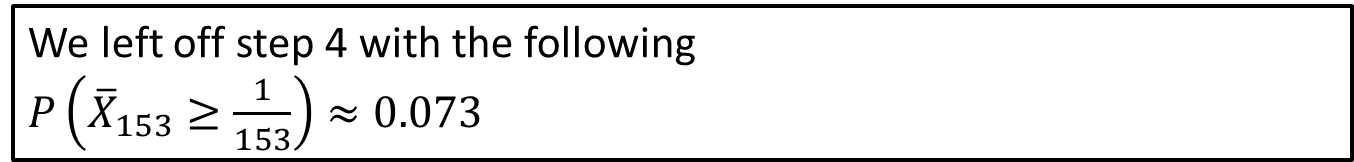 We left off step 4 with the following
P(X̄₁₅₃ ≥ 1/153) ≈ 0.073